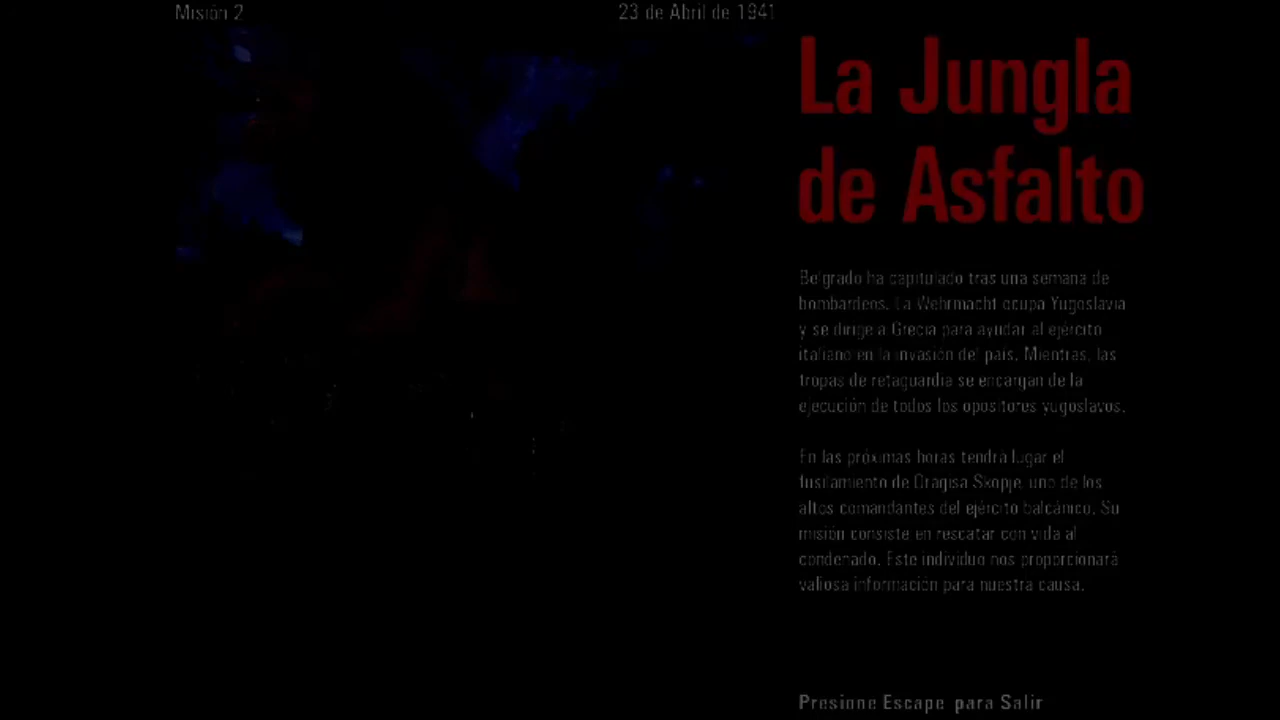 Misión 2
23 de Abril de 1941
La Jungla
de Asfalto
Belgrado ha capitulado tras una semana de
bombardeos. La Wehrmacht ocupa Yugoslavia
y se dirige a Grecia para ayudar al ejército
italiano en la invasión del país. Mientras, las
tropas de retaguardia se encargan de la
ejecución de todos los opositores yugoslavos.
En las próximas horas tendrá lugar el
fusilamiento de Dragisa Skopje, uno de los
altos comandantes del ejército balcánico. Su
misión consiste en rescatar con vida al
condenado. Este individuo nos proporcionará
valiosa información para nuestra causa.
Presione Escape para Salir